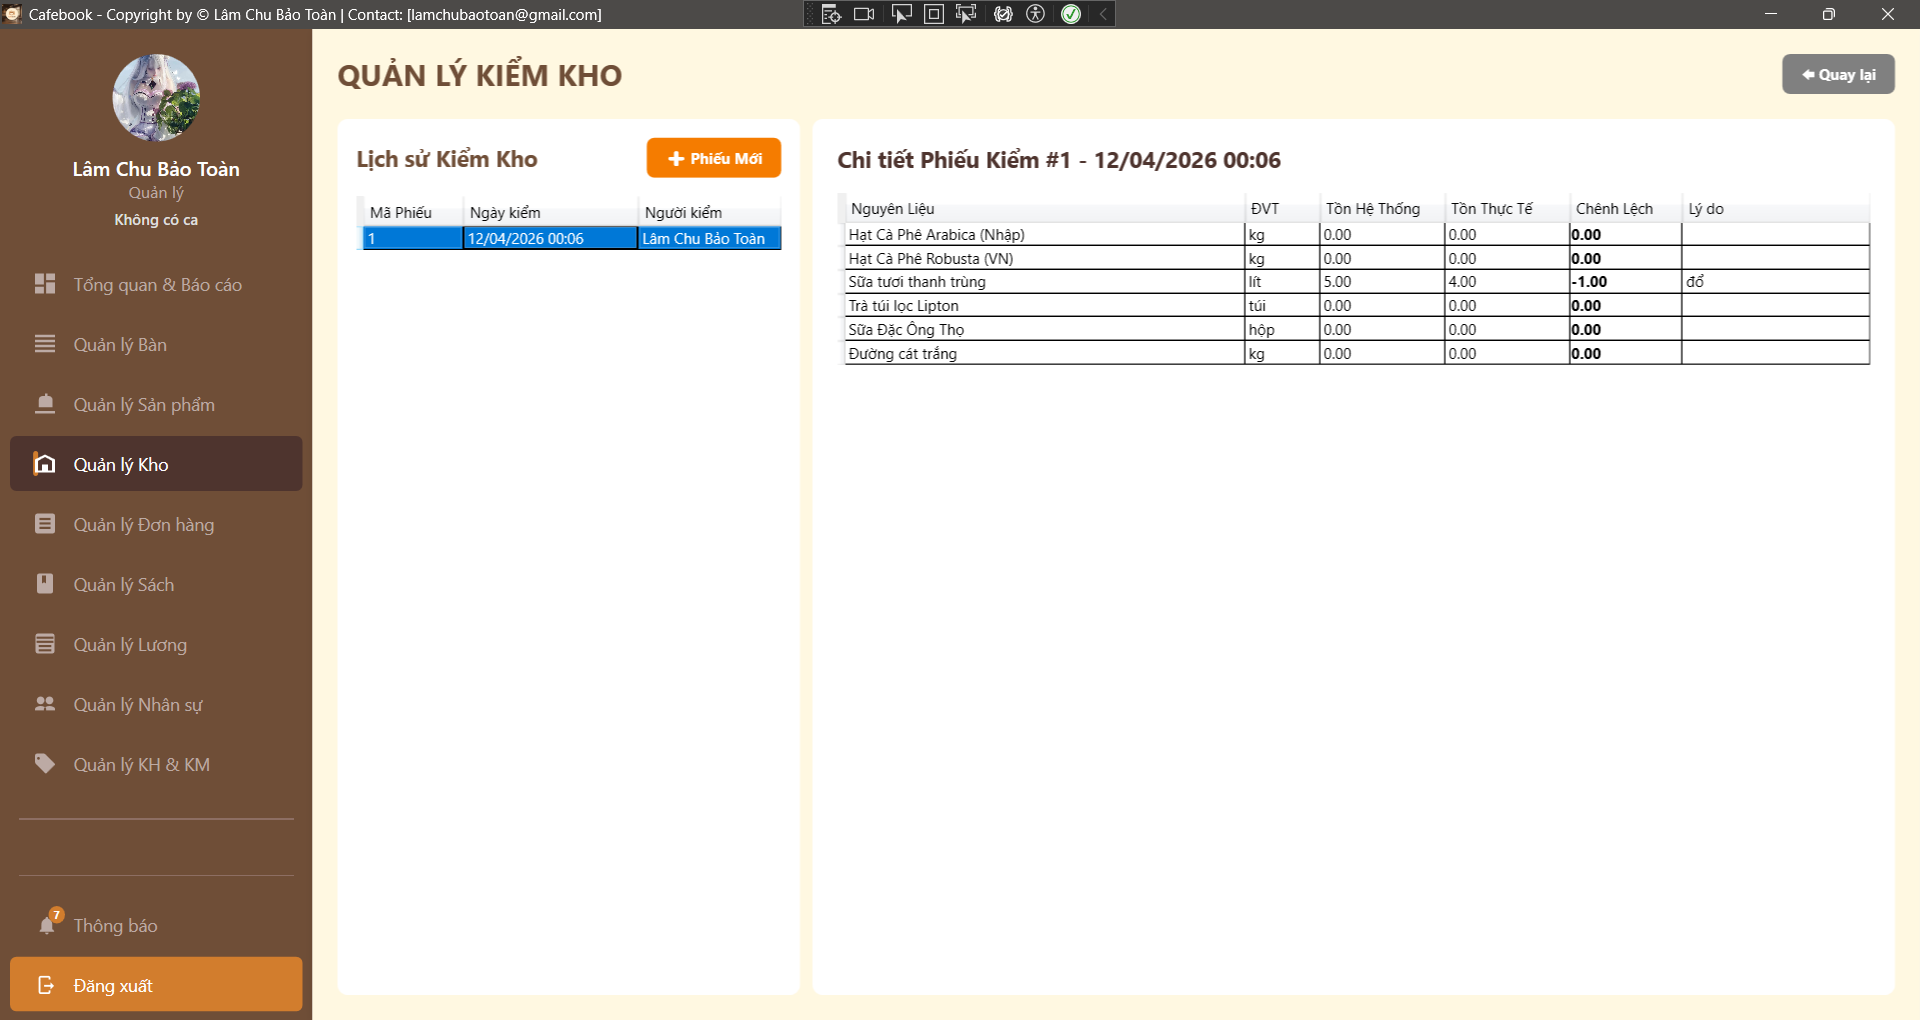 Cafebook - Copyright by © Lâm Chu Bảo Toàn | Contact: [lamchubaotoan@gmail.com]
Lâm Chu Bảo Toàn
Quản lý
Không có ca
Tổng quan & Báo cáo
Quản lý Bàn
Quản lý Sản phẩm
Quản lý Kho
Quản lý Đơn hàng
Quản lý Sách
Quản lý Lương
Quản lý Nhân sự
Quản lý KH & KM
7
Thông báo
Đăng xuất
QUẢN LÝ KIỂM KHO
Quay lại
Lịch sử Kiểm Kho
Phiếu Mới
Mã Phiếu Ngày kiểm Người kiểm
1 12/04/2026 00:06 Lâm Chu Bảo Toàn
Chi tiết Phiếu Kiểm #1 - 12/04/2026 00:06
Nguyên Liệu ĐVT Tồn Hệ Thống Tồn Thực Tế Chênh Lệch Lý do
Hạt Cà Phê Arabica (Nhập) kg 0.00 0.00 0.00
Hạt Cà Phê Robusta (VN) kg 0.00 0.00 0.00
Sữa tươi thanh trùng lít 5.00 4.00 -1.00 đổ
Trà túi lọc Lipton túi 0.00 0.00 0.00
Sữa Đặc Ông Thọ hộp 0.00 0.00 0.00
Đường cát trắng kg 0.00 0.00 0.00